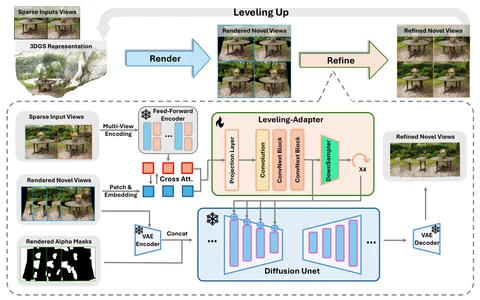 Leveling Up
Sparse Inputs Views
3DGS Representation
Render
Rendered Novel Views
Refine
Refined Novel Views
Sparse Input Views
Multi-View
Encoding
Feed-Forward
Encoder
Cross Att.
Rendered Novel Views
Patch &
Embedding
VAE
Encoder
Concat
Rendered Alpha Masks
Leveling-Adapter
Projection Layer
Convolution
ConvNext Block
ConvNext Block
DownSampler
X4
Diffusion Unet
VAE
Decoder
Refined Novel Views